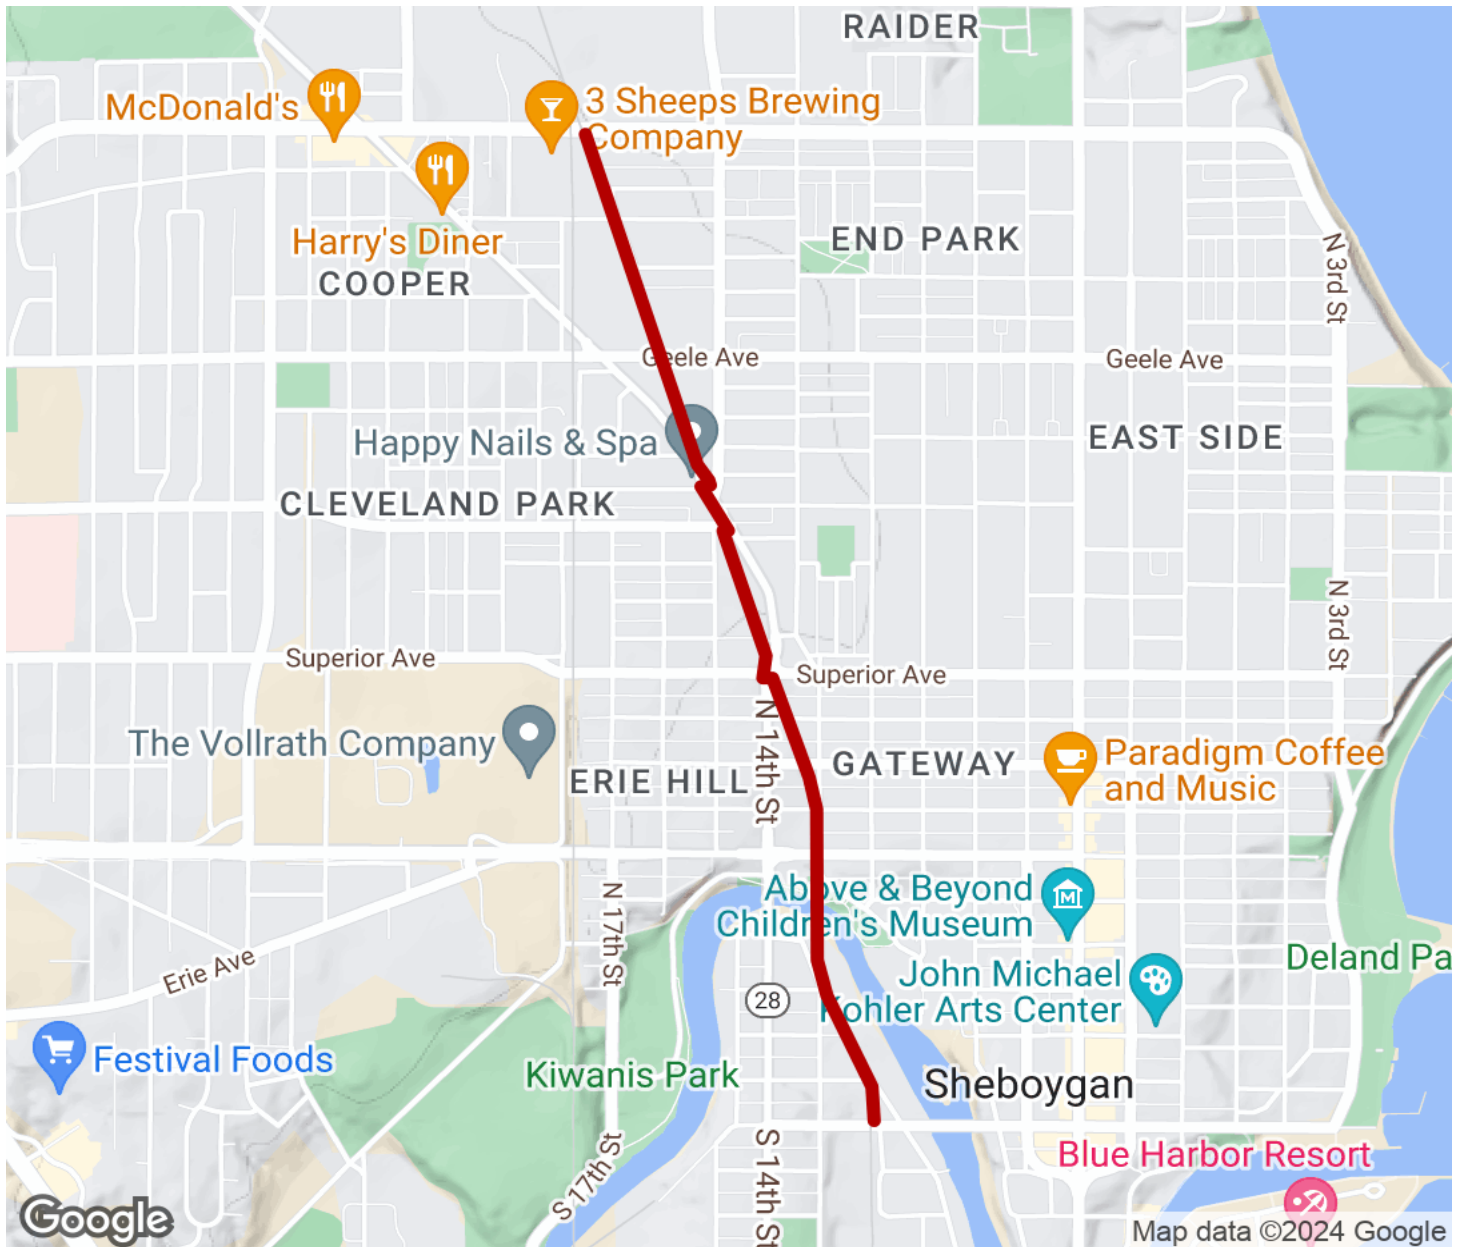 RAIDER
McDonald's
3 Sheeps Brewing
Company
Harry's Diner
COOPER
END PARK
N 3rd St
Geele Ave
Geele Ave
Happy Nails & Spa
EAST SIDE
CLEVELAND PARK
N 3rd St
Superior Ave
Superior Ave
N 14th St
The Vollrath Company
ERIE HILL
GATEWAY
Paradigm Coffee
and Music
N 17th St
Above & Beyond
Children's Museum
Erie Ave
Deland Pa
John Michael
Kohler Arts Center
28
Festival Foods
Kiwanis Park
Sheboygan
S 17th St
S 14th St
Blue Harbor Resort
Google
Map data ©2024 Google